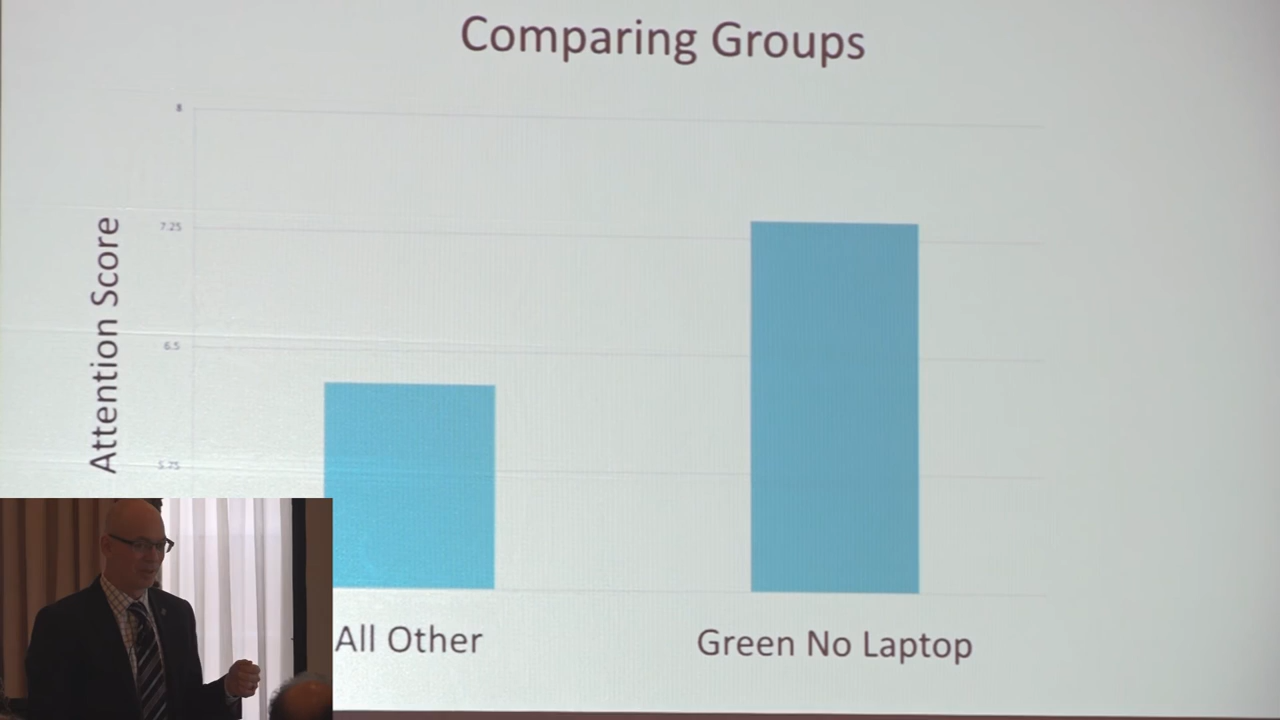 Comparing Groups
8
7.25
6.5
5.75
Attention Score
All Other
Green No Laptop